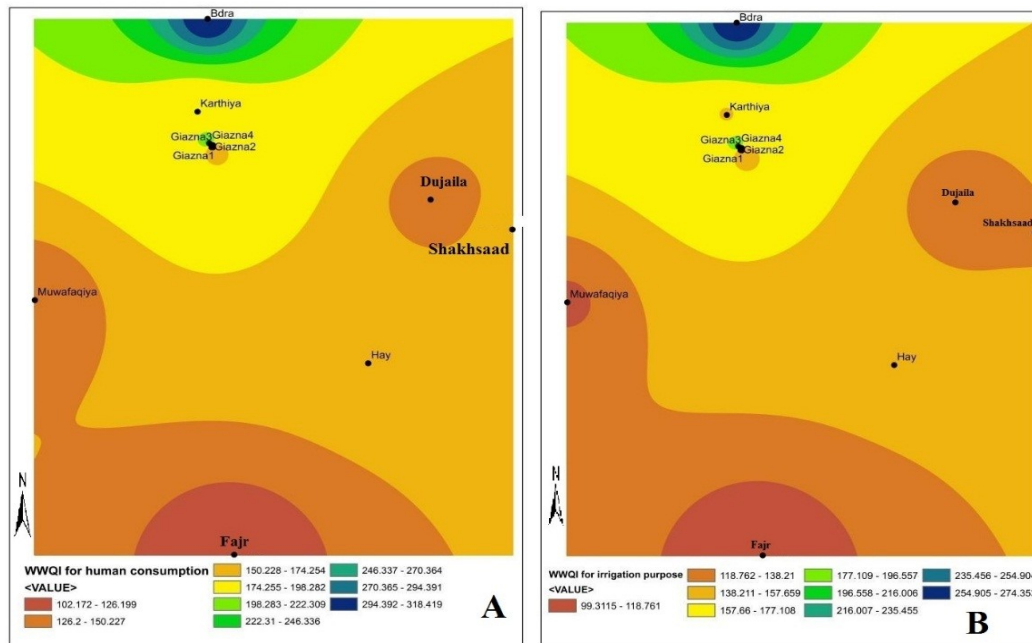 Bdra
Karthiya
Giazna3
Giazna4
Giazna2
Giazna1
Dujaila
Shakhsaad
Muwafaqiya
Hay
N
Fajr
WWQI for human consumption
<VALUE>
102.172 - 126.199
126.2 - 150.227
150.228 - 174.254
174.255 - 198.282
198.283 - 222.309
222.31 - 246.336
246.337 - 270.364
270.365 - 294.391
294.392 - 318.419
A
Bdra
Karthiya
Giazna3
Giazna4
Giazna2
Giazna1
Dujaila
Shakhsaad
Muwafaqiya
Hay
N
Fajr
WWQI for irrigation purpose
<VALUE>
99.3115 - 118.761
118.762 - 138.21
138.211 - 157.659
157.66 - 177.108
177.109 - 196.557
196.558 - 216.006
216.007 - 235.455
235.456 - 254.904
254.905 - 274.353
B